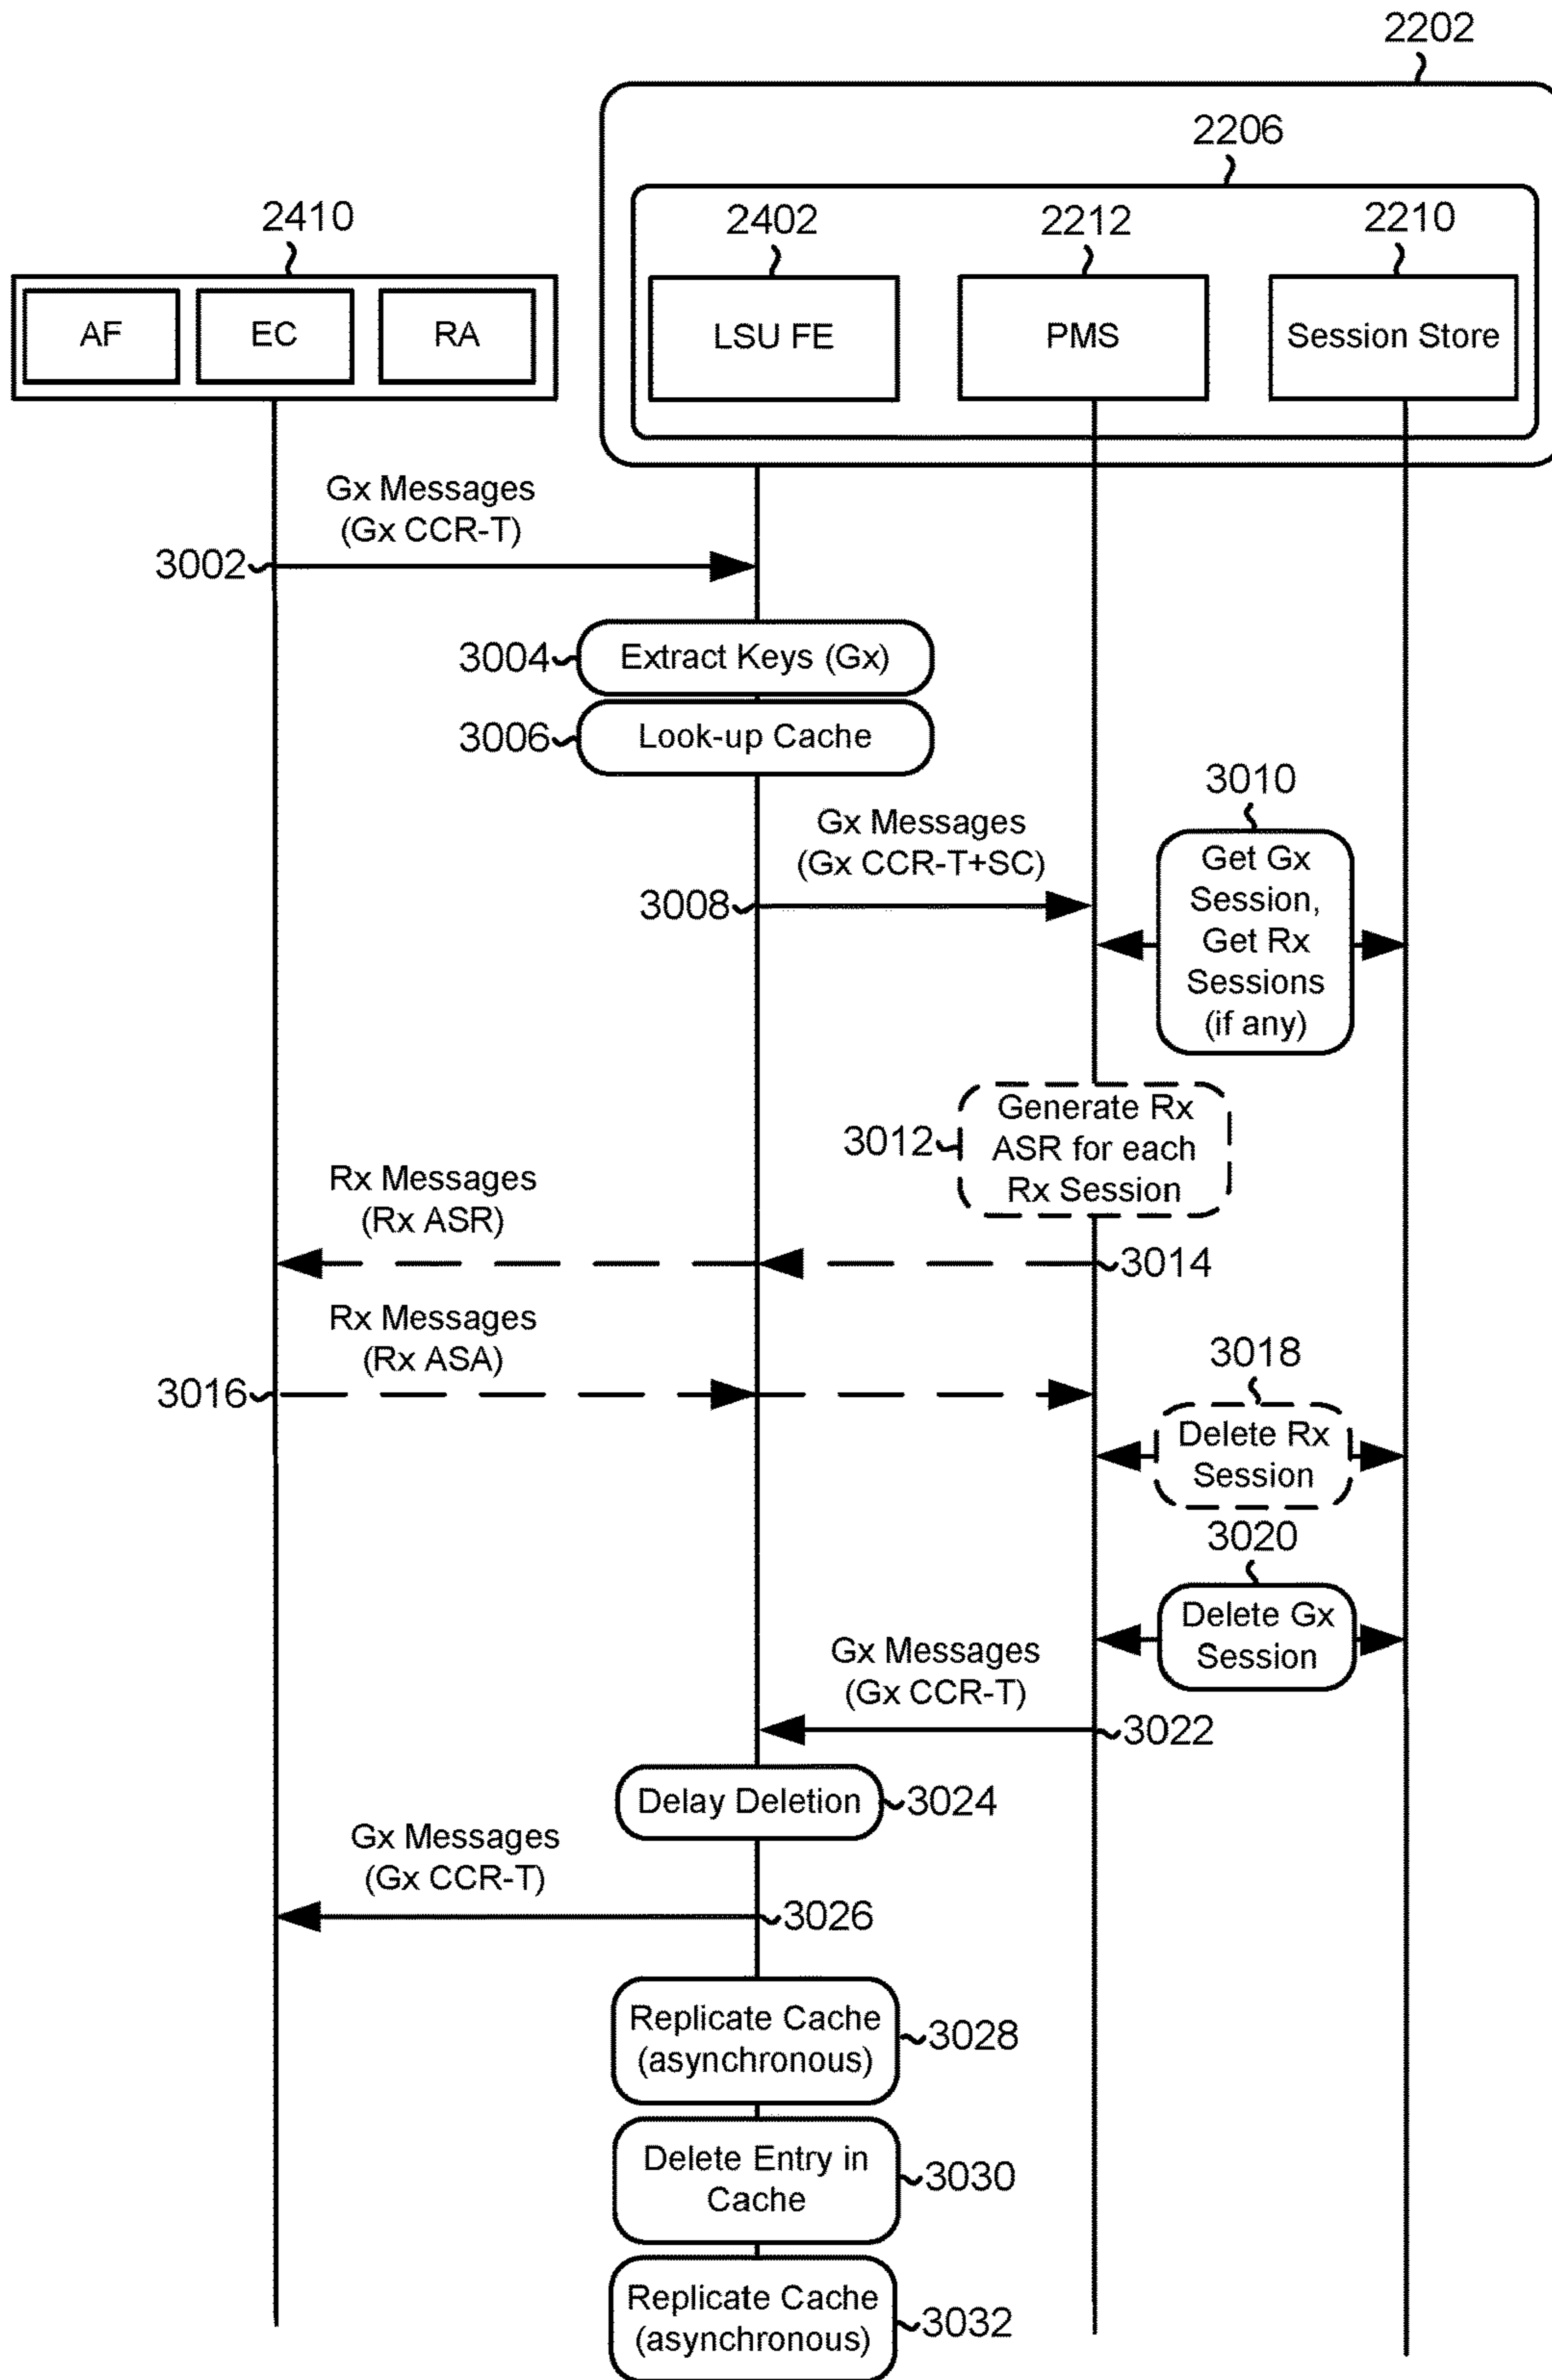 2202
2206
2410
2402
2212
2210
AF
EC
RA
LSU FE
PMS
Session Store
Gx Messages
(Gx CCR-T)
3002
3004
Extract Keys (Gx)
3006
Look-up Cache
3010
Gx Messages
(Gx CCR-T+SC)
3008
Get Gx
Session,
Get Rx
Sessions
(if any)
3012
Generate Rx
ASR for each
Rx Session
Rx Messages
(Rx ASR)
3014
Rx Messages
(Rx ASA)
3016
3018
Delete Rx
Session
3020
Delete Gx
Session
Gx Messages
(Gx CCR-T)
3022
Delay Deletion
3024
Gx Messages
(Gx CCR-T)
3026
Replicate Cache
(asynchronous)
3028
Delete Entry in
Cache
3030
Replicate Cache
(asynchronous)
3032